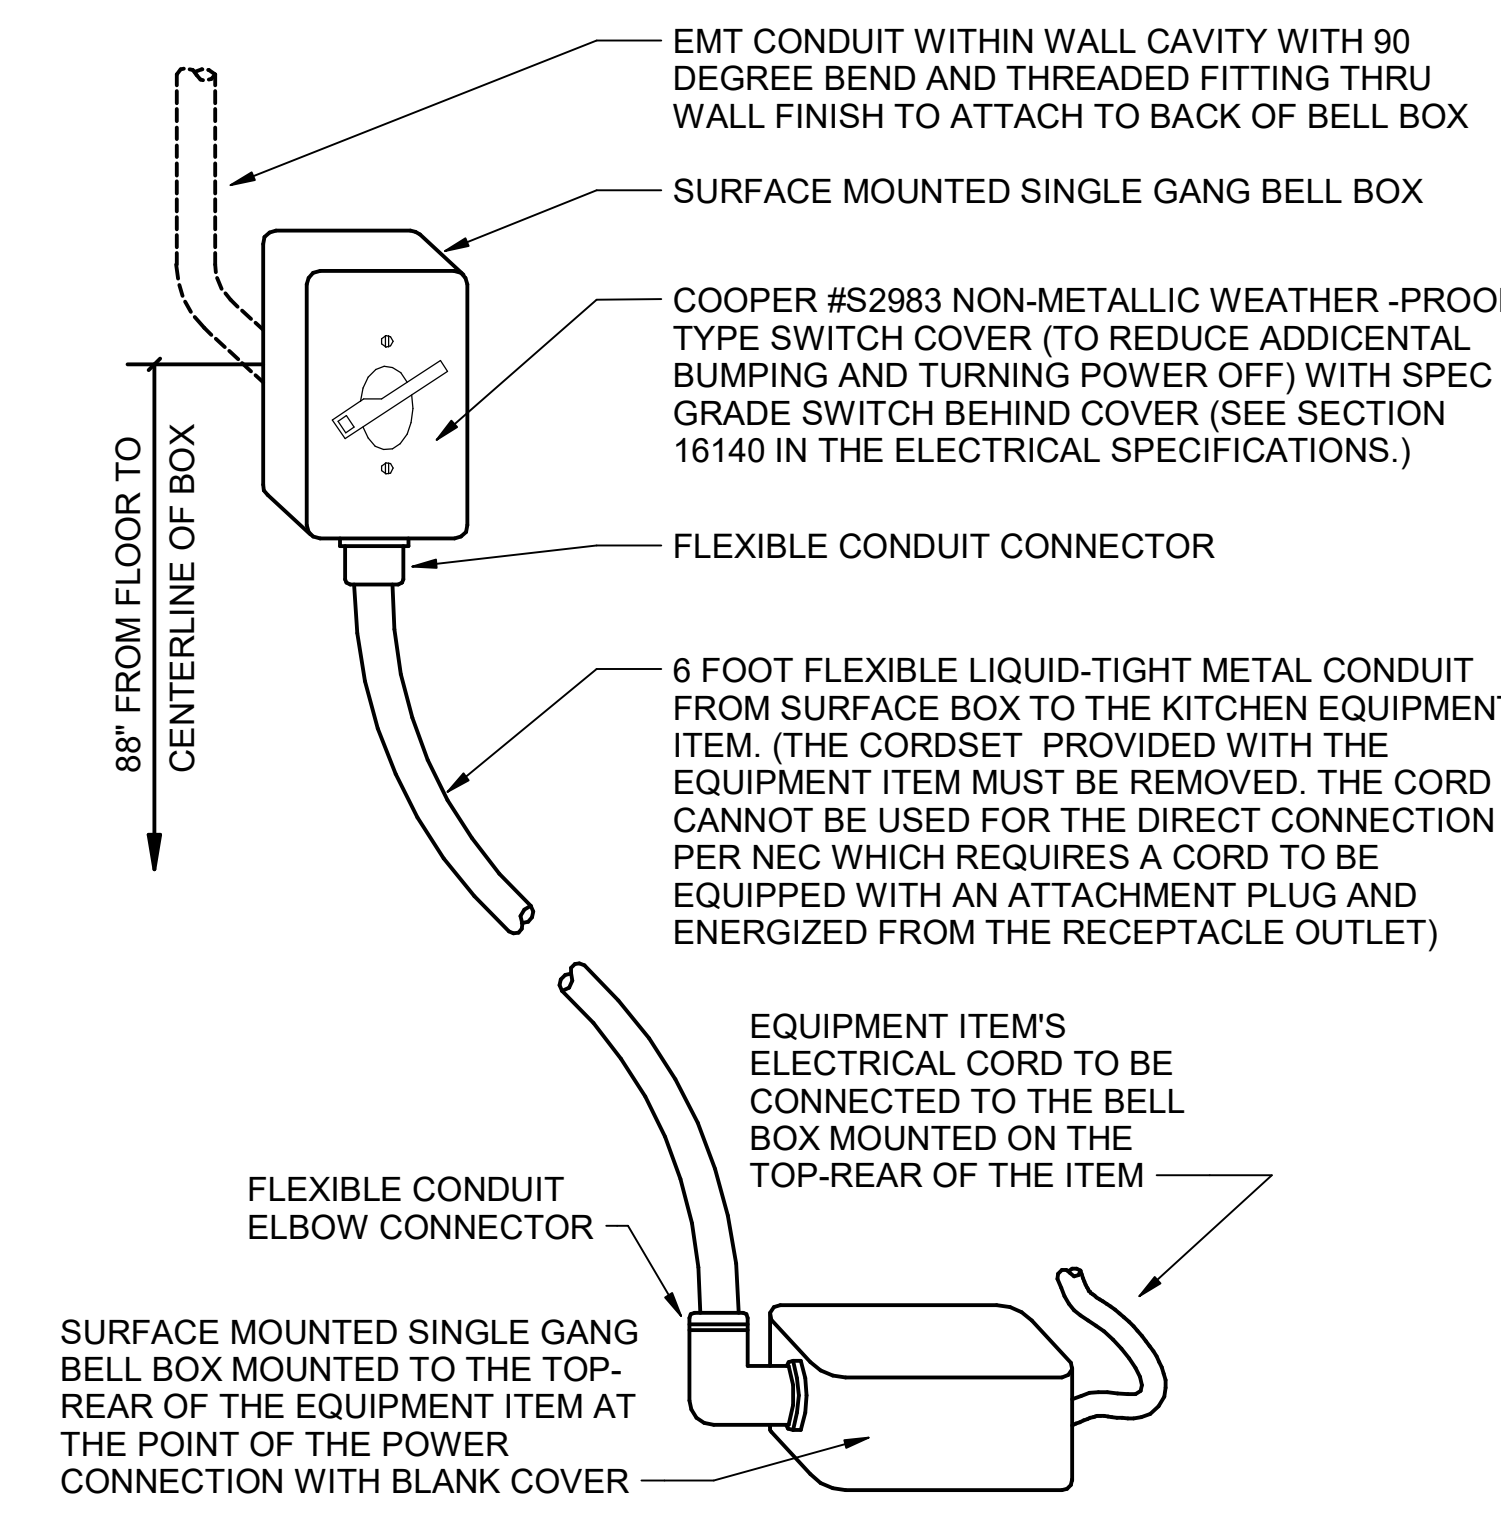 EMT CONDUIT WITHIN WALL CAVITY WITH 90
DEGREE BEND AND THREADED FITTING THRU
WALL FINISH TO ATTACH TO BACK OF BELL BOX
SURFACE MOUNTED SINGLE GANG BELL BOX
COOPER #S2983 NON-METALLIC WEATHER -PROOF
TYPE SWITCH COVER (TO REDUCE ADDICENTAL
BUMPING AND TURNING POWER OFF) WITH SPEC
GRADE SWITCH BEHIND COVER (SEE SECTION
16140 IN THE ELECTRICAL SPECIFICATIONS.)
88" FROM FLOOR TO
CENTERLINE OF BOX
FLEXIBLE CONDUIT CONNECTOR
6 FOOT FLEXIBLE LIQUID-TIGHT METAL CONDUIT
FROM SURFACE BOX TO THE KITCHEN EQUIPMENT
ITEM. (THE CORDSET PROVIDED WITH THE
EQUIPMENT ITEM MUST BE REMOVED. THE CORD
CANNOT BE USED FOR THE DIRECT CONNECTION
PER NEC WHICH REQUIRES A CORD TO BE
EQUIPPED WITH AN ATTACHMENT PLUG AND
ENERGIZED FROM THE RECEPTACLE OUTLET)
EQUIPMENT ITEM'S
ELECTRICAL CORD TO BE
CONNECTED TO THE BELL
BOX MOUNTED ON THE
TOP-REAR OF THE ITEM
FLEXIBLE CONDUIT
ELBOW CONNECTOR
SURFACE MOUNTED SINGLE GANG
BELL BOX MOUNTED TO THE TOP-
REAR OF THE EQUIPMENT ITEM AT
THE POINT OF THE POWER
CONNECTION WITH BLANK COVER